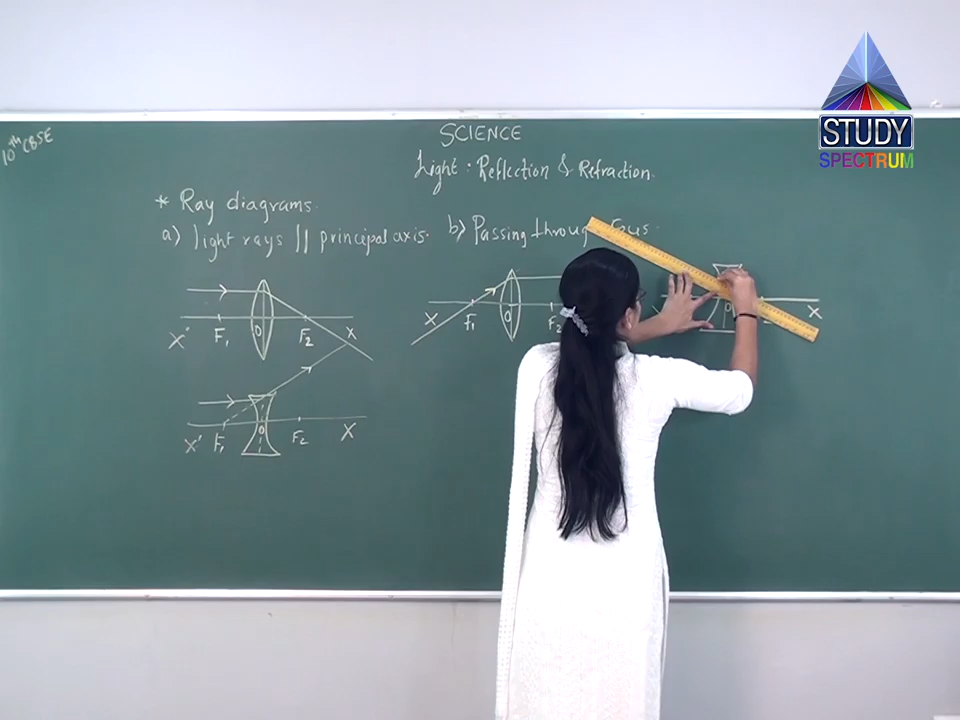 10TH CBSE
SCIENCE
Light : Reflection & Refraction.
STUDY
SPECTRUM
* Ray diagrams.
a) light rays || principal axis.
b) Passing through
X' F1 O F2 X
X' F1 O F2 X
X F1 O F2
X